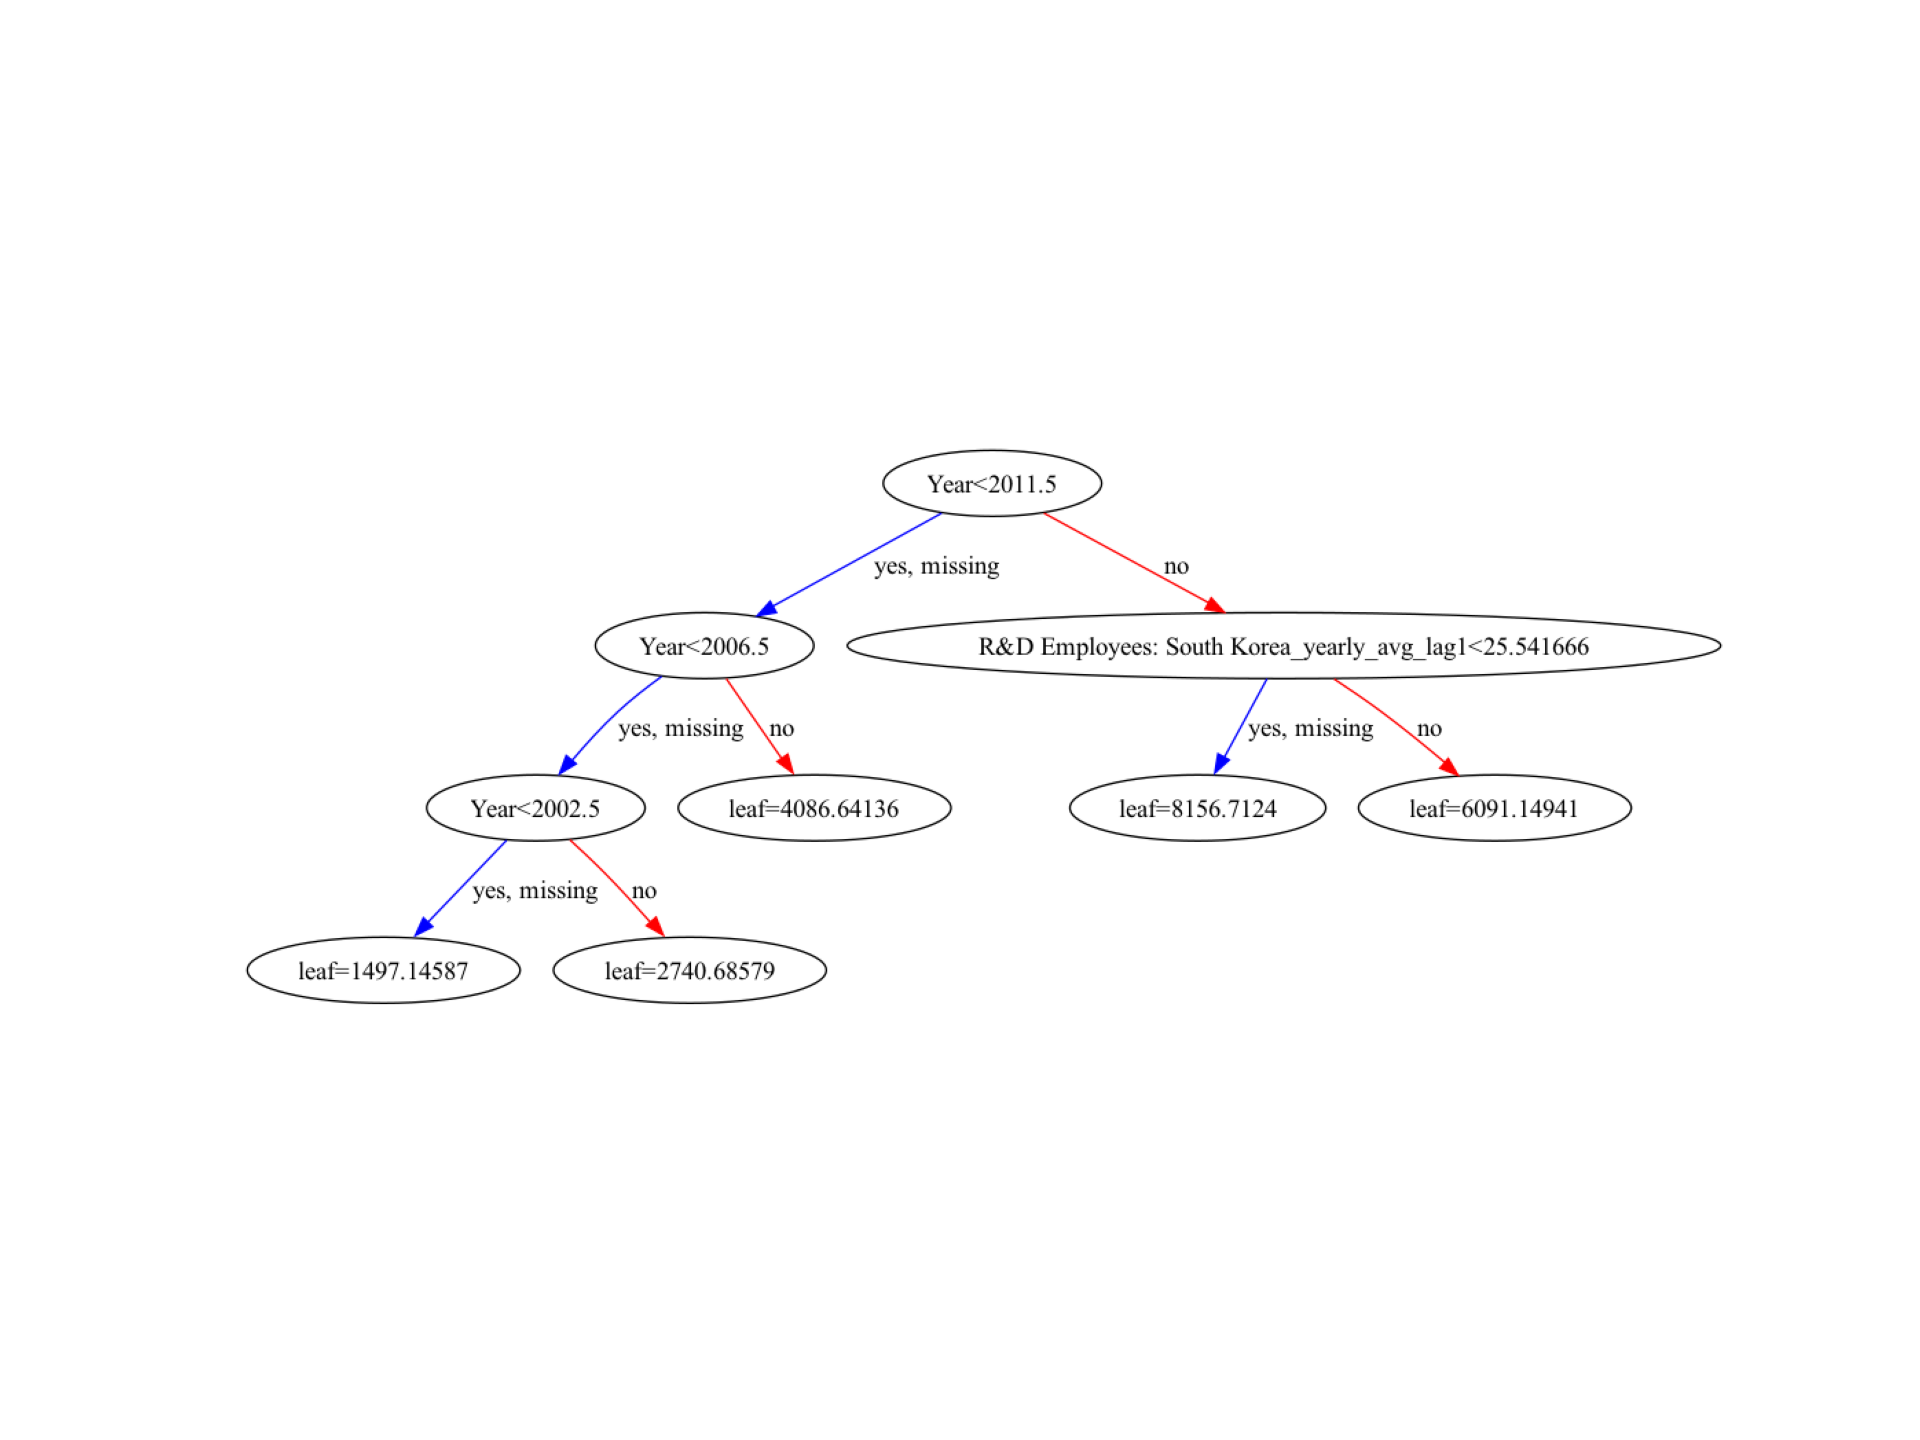 Year<2011.5
yes, missing
no
Year<2006.5
R&D Employees: South Korea_yearly_avg_lag1<25.541666
yes, missing
no
yes, missing
no
Year<2002.5
leaf=4086.64136
leaf=8156.7124
leaf=6091.14941
yes, missing
no
leaf=1497.14587
leaf=2740.68579